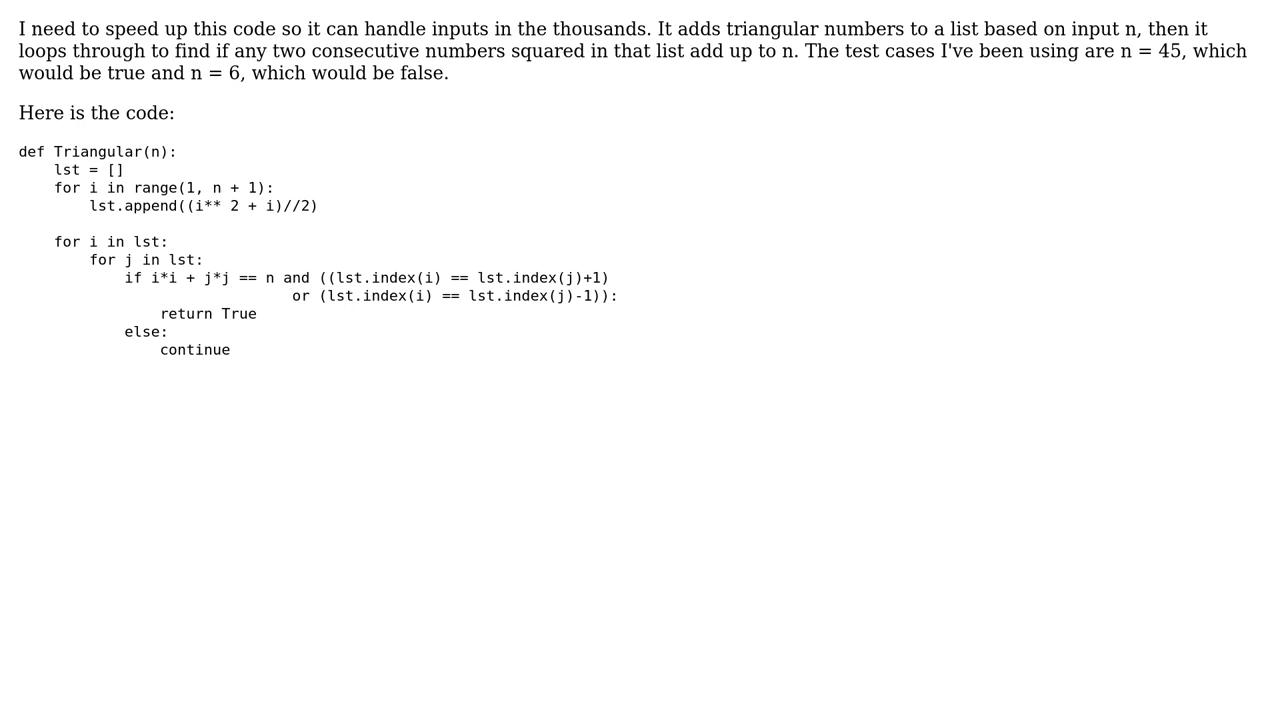 I need to speed up this code so it can handle inputs in the thousands. It adds triangular numbers to a list based on input n, then it
loops through to find if any two consecutive numbers squared in that list add up to n. The test cases I've been using are n = 45, which
would be true and n = 6, which would be false.
Here is the code:
def Triangular(n):
    lst = []
    for i in range(1, n + 1):
        lst.append((i** 2 + i)//2)

    for i in lst:
        for j in lst:
            if i*i + j*j == n and ((lst.index(i) == lst.index(j)+1)
                               or (lst.index(i) == lst.index(j)-1)):
                return True
            else:
                continue